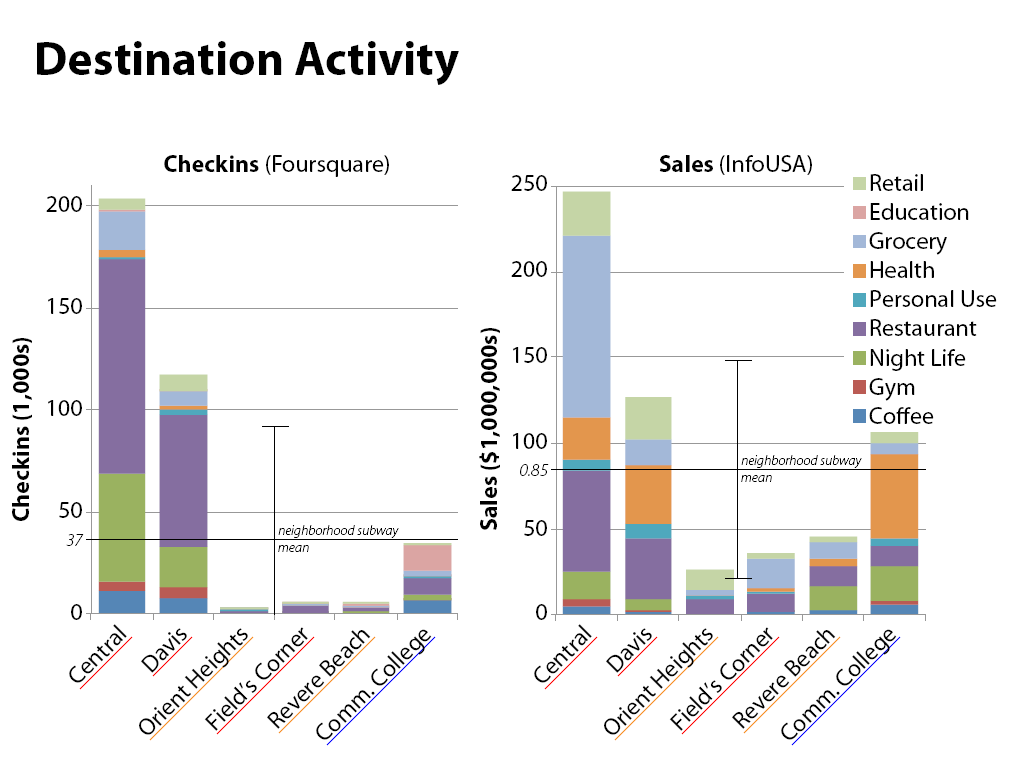 Destination Activity
Checkins (Foursquare)
Checkins (1,000s)
200
150
100
50
37
0
neighborhood subway
mean
Central
Davis
Orient Heights
Field's Corner
Revere Beach
Comm. College
Sales (InfoUSA)
Sales ($1,000,000s)
250
200
150
100
0.85
50
0
neighborhood subway
mean
Central
Davis
Orient Heights
Field's Corner
Revere Beach
Comm. College
Retail
Education
Grocery
Health
Personal Use
Restaurant
Night Life
Gym
Coffee